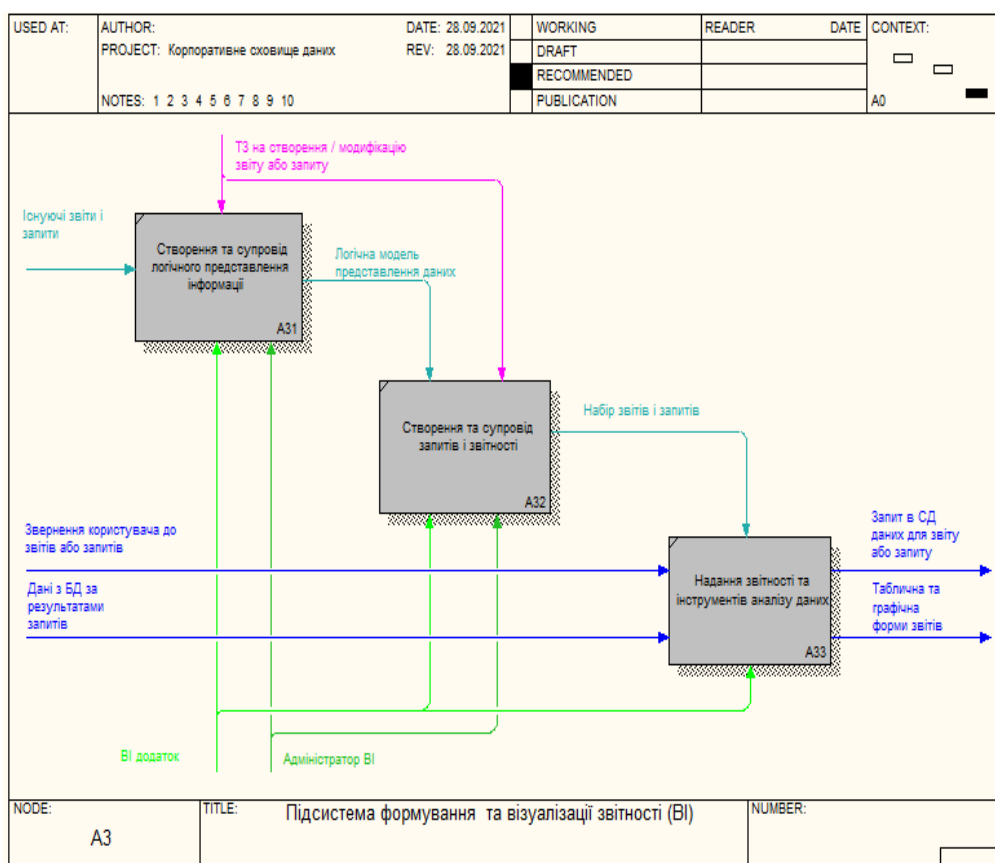 USED AT:
AUTHOR:
DATE: 28.09.2021
PROJECT: Корпоративне сховище даних
REV: 28.09.2021
NOTES: 1 2 3 4 5 6 7 8 9 10
WORKING
DRAFT
RECOMMENDED
PUBLICATION
READER
DATE
CONTEXT:
A0
ТЗ на створення / модифікацію
звіту або запиту
Існуючі звіти і
запити
Створення та супровід
логічного представлення
інформації
A31
Логічна модель
представлення даних
Створення та супровід
запитів і звітності
A32
Набір звітів і запитів
Звернення користувача до
звітів або запитів
Дані з БД за
результатами
запитів
Надання звітності та
інструментів аналізу даних
A33
Запит в СД
даних для звіту
або запиту
Таблична та
графічна
форми звітів
BI додаток
Адміністратор BI
NODE:
A3
TITLE:
Підсистема формування та візуалізації звітності (BI)
NUMBER: